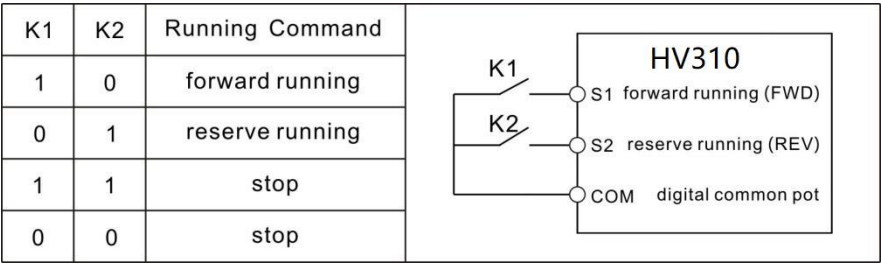 K1 K2 Running Command
1 0 forward running
0 1 reserve running
1 1 stop
0 0 stop
HV310
K1
S1 forward running (FWD)
K2
S2 reserve running (REV)
COM digital common pot